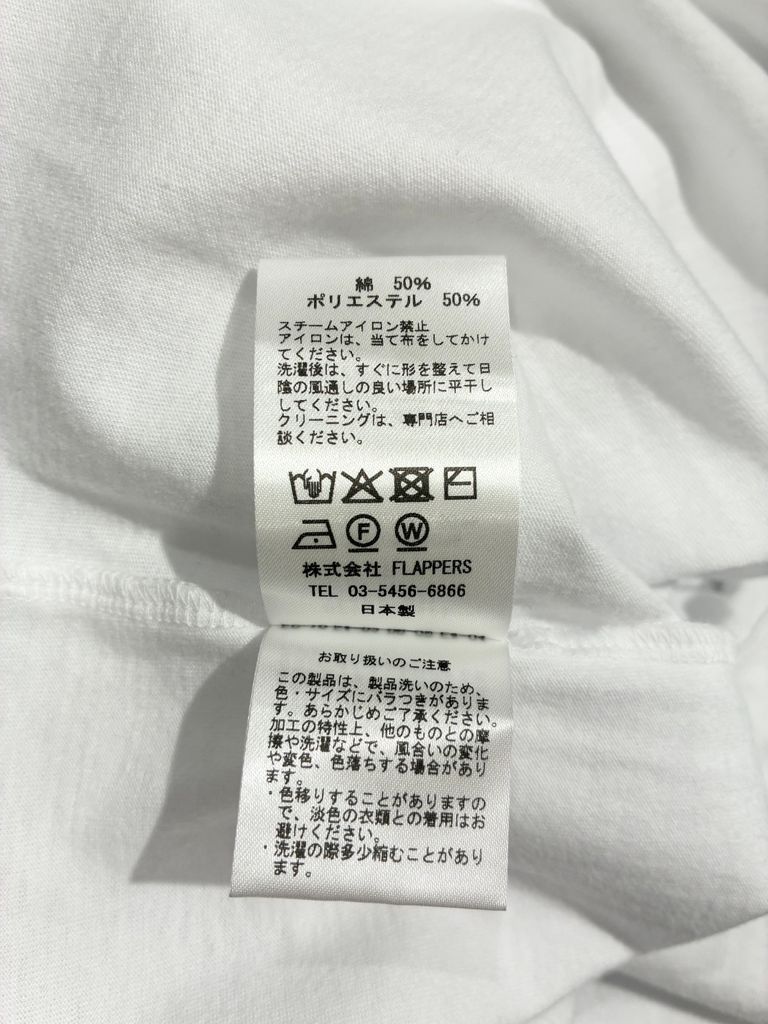 綿 50%
ポリエステル 50%
スチームアイロン禁止
アイロンは、当て布をしてかけ
てください。
洗濯後は、すぐに形を整えて日
陰の風通しの良い場所に平干し
してください。
クリーニングは、専門店へご相
談ください。
F W
株式会社 FLAPPERS
TEL 03-5456-6866
日本製
お取り扱いのご注意
この製品は、製品洗いのため、
色・サイズにバラつきがありま
す。あらかじめご了承ください。
加工の特性上、他のものとの摩
擦や洗濯などで、風合いの変化
や変色、色落ちする場合があり
ます。
・色移りすることがありますの
で、淡色の衣類との着用はお
避けください。
・洗濯の際多少縮むことがあり
ます。